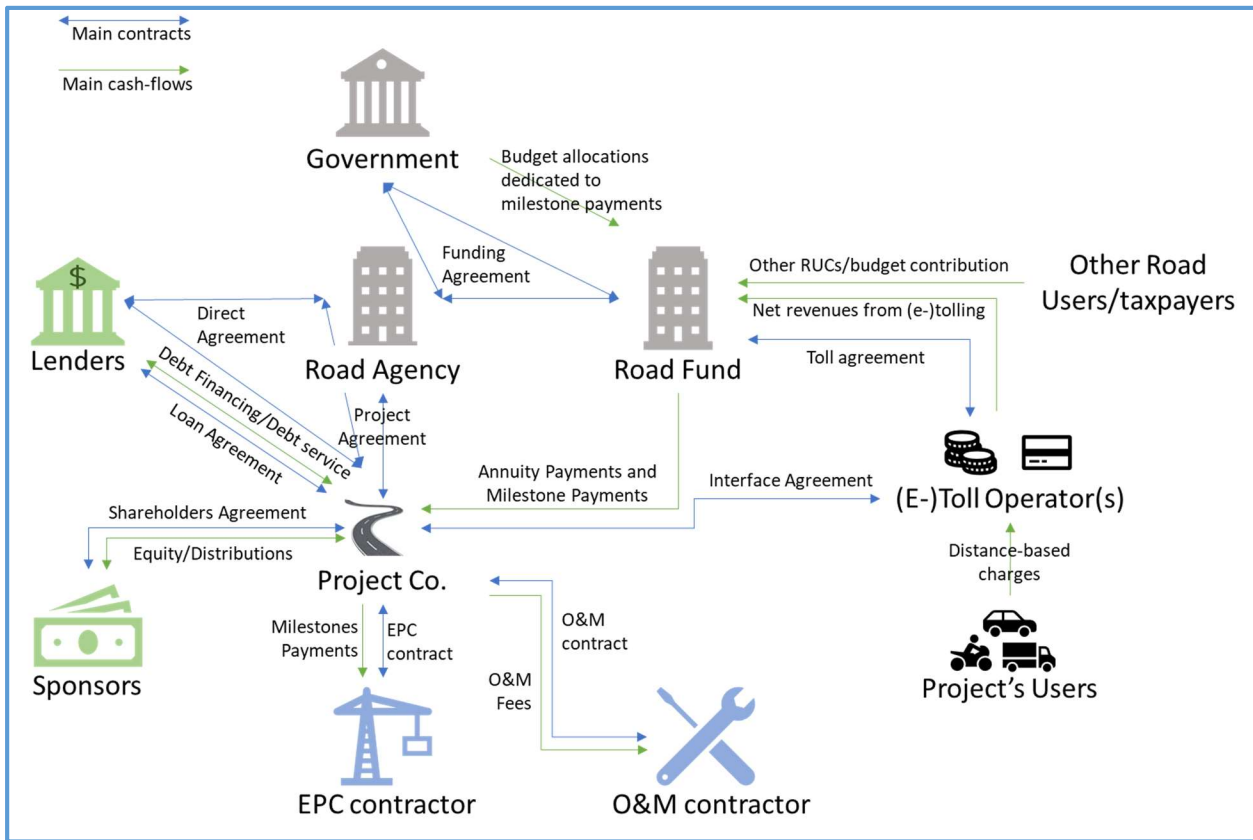 Main contracts
Main cash-flows
Government
Budget allocations
dedicated to
milestone payments
Funding
Agreement
Other RUCs/budget contribution
Other Road
Users/taxpayers
Net revenues from (e-)tolling
Direct
Agreement
Toll agreement
$
Lenders
Road Agency
Road Fund
Debt Financing/Debt service
Loan Agreement
Project
Agreement
Annuity Payments and
Milestone Payments
Interface Agreement
(E-)Toll Operator(s)
Shareholders Agreement
Equity/Distributions
Distance-based
charges
Project Co.
Milestones
Payments
EPC
contract
O&M
contract
O&M
Fees
Sponsors
Project's Users
EPC contractor
O&M contractor